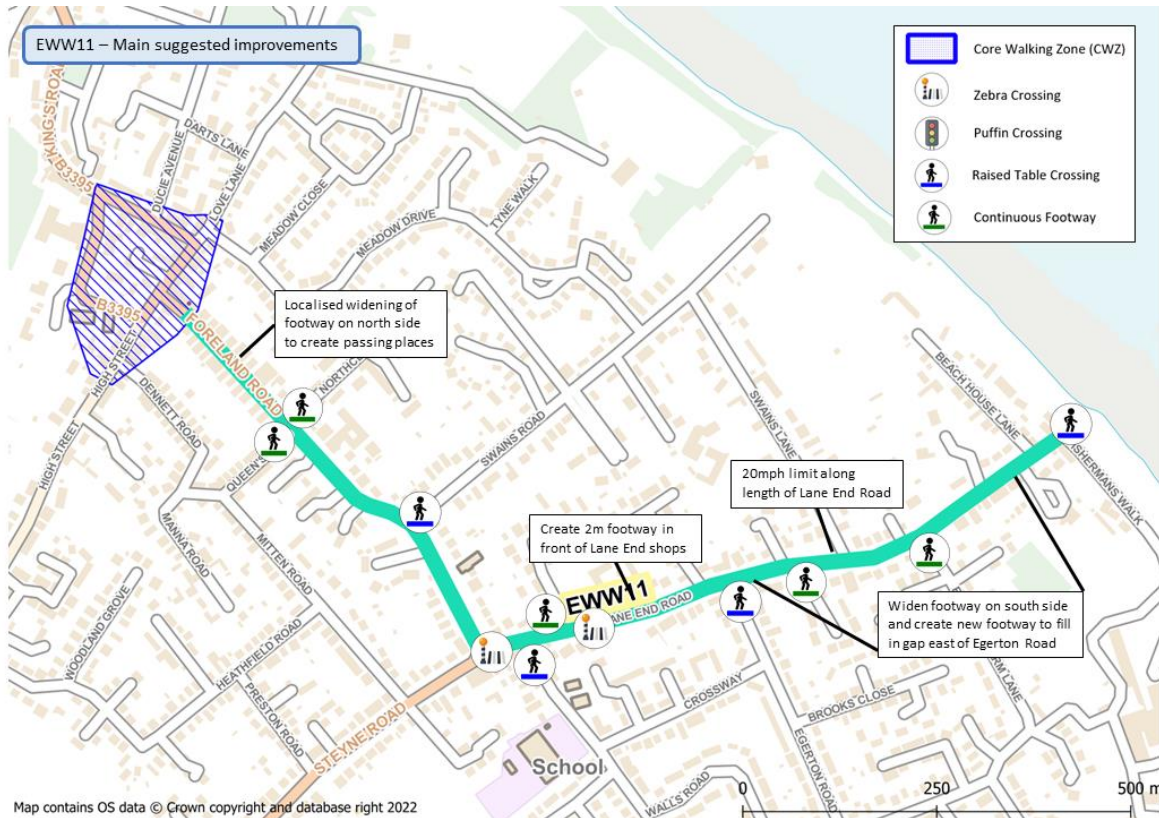 EWW11 – Main suggested improvements
Core Walking Zone (CWZ)
Zebra Crossing
Puffin Crossing
Raised Table Crossing
Continuous Footway
KING'S ROAD
B3395
DUCIE AVENUE
DARTS LANE
LOVE LANE
MEADOW CLOSE
MEADOW DRIVE
TYNE WALK
B3395
HIGH STREET
HIGH STREET
FORELAND ROAD
Localised widening of
footway on north side
to create passing places
DENNETT ROAD
SWAINS ROAD
SWAINS LANE
BEACH HOUSE LANE
MANNA ROAD
MITTEN ROAD
20mph limit along
length of Lane End Road
Create 2m footway in
front of Lane End shops
EWW11
LANE END ROAD
Widen footway on south side
and create new footway to fill
in gap east of Egerton Road
WOODLAND GROVE
HEATHFIELD ROAD
PRESTON ROAD
STEYNE ROAD
CROSSWAY
BROOKS CLOSE
EGERTON ROAD
School
WALLS ROAD
0
250
500 m
Map contains OS data © Crown copyright and database right 2022